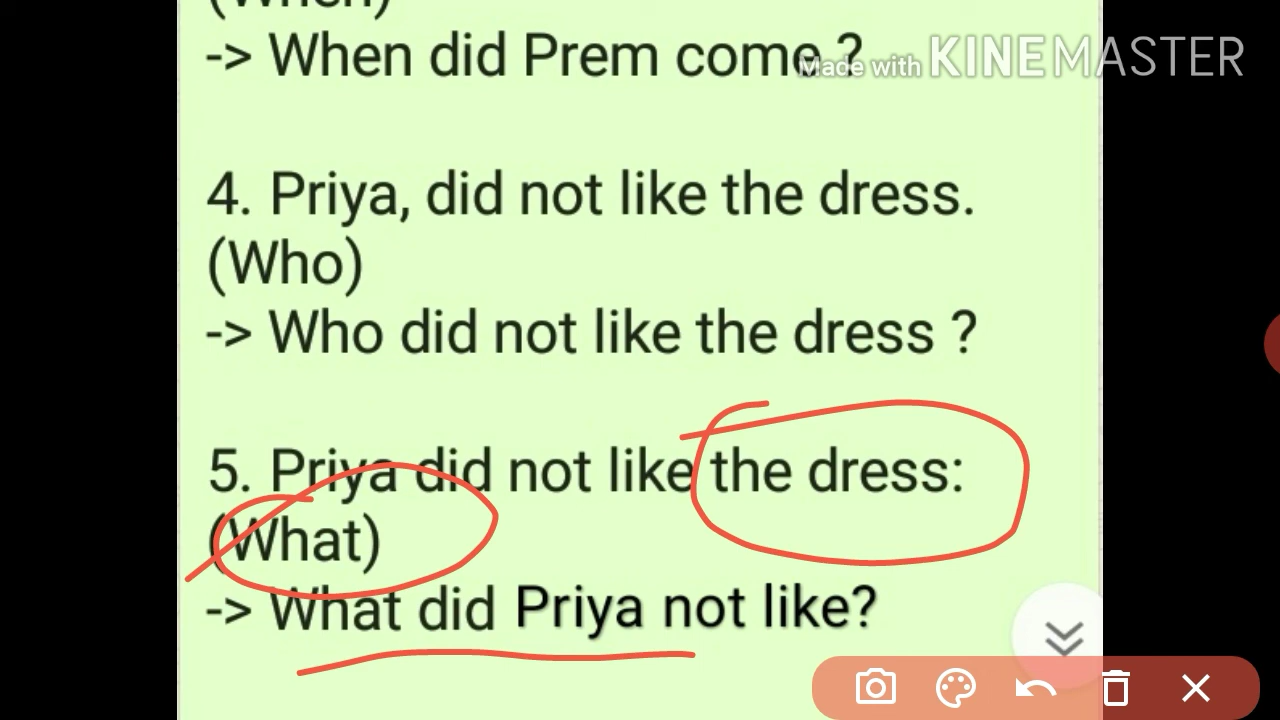 (When)
-> When did Prem come ?
Made with KINEMASTER
4. Priya, did not like the dress.
(Who)
-> Who did not like the dress ?
5. Priya did not like the dress:
(What)
-> What did Priya not like?